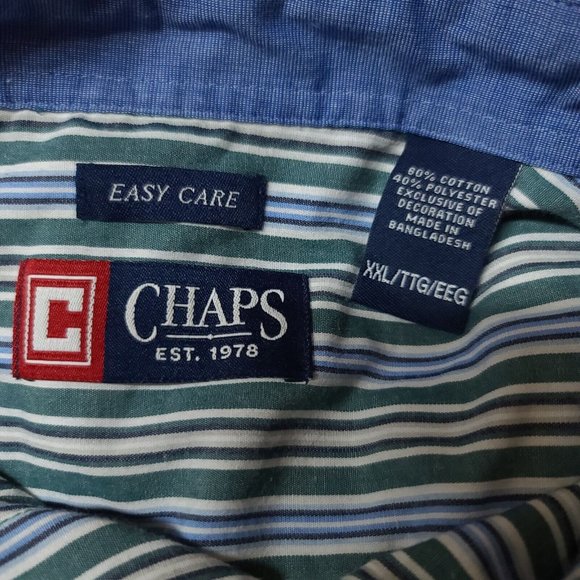 EASY CARE
C
CHAPS
EST. 1978
60% COTTON
40% POLYESTER
EXCLUSIVE OF
DECORATION
MADE IN
BANGLADESH
XXL/TTG/EEG